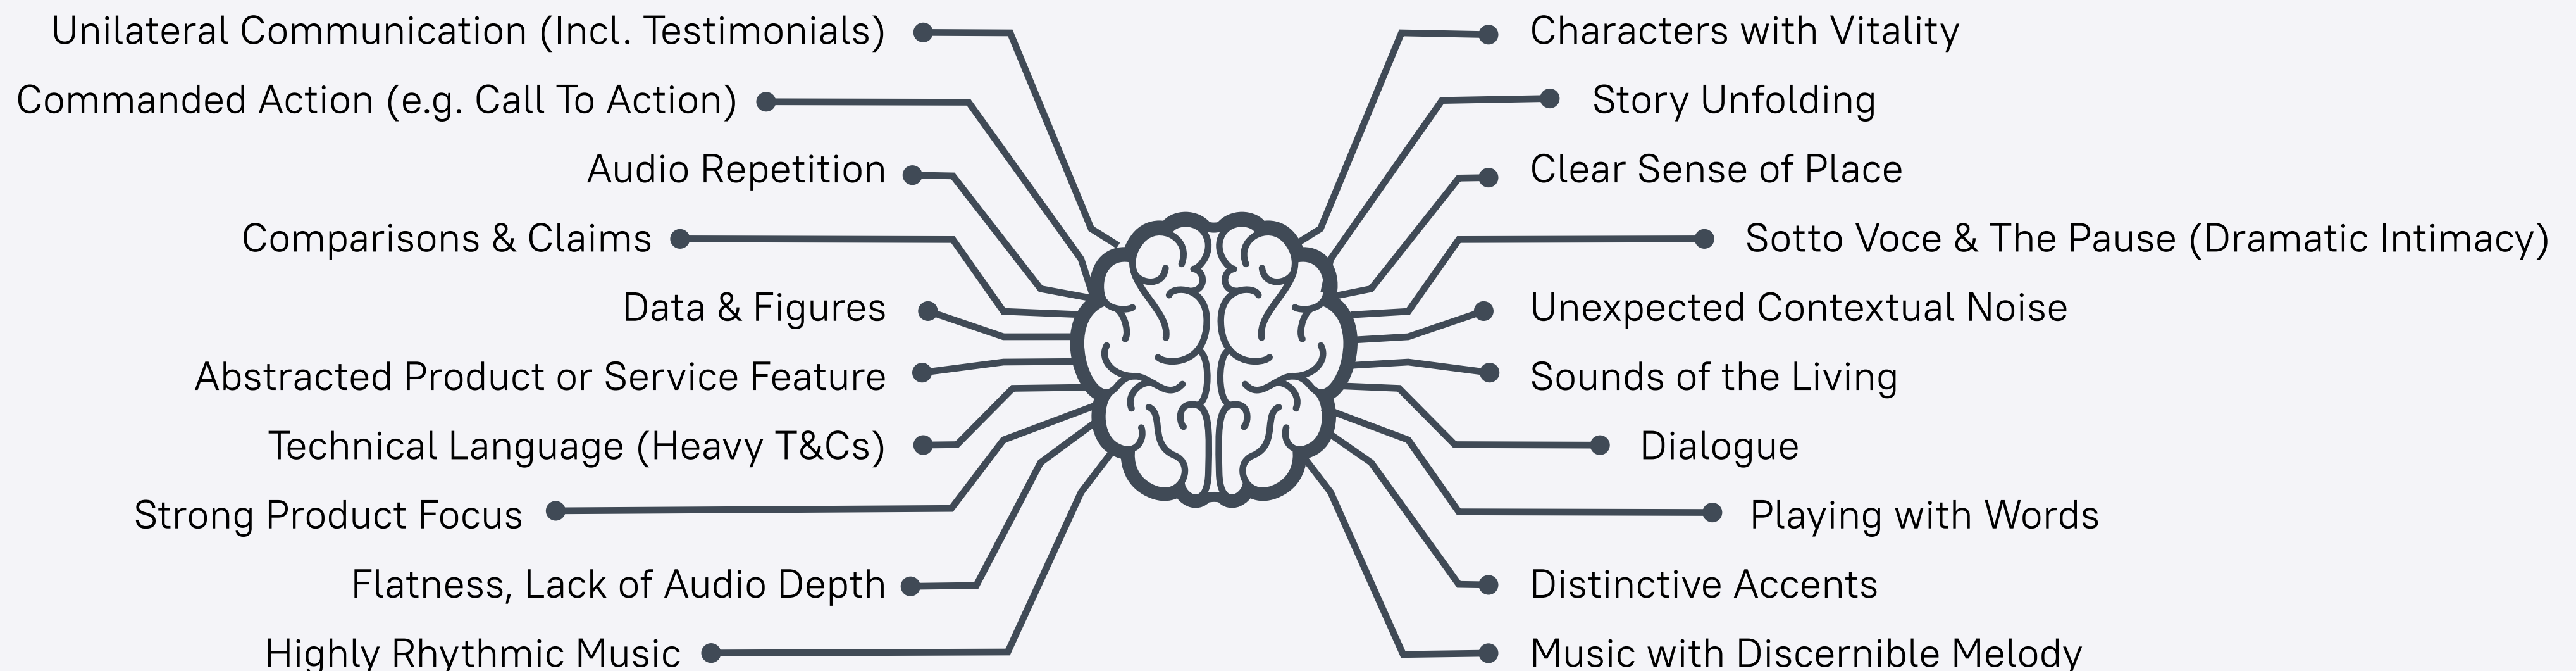 Unilateral Communication (Incl. Testimonials)
Commanded Action (e.g. Call To Action)
Audio Repetition
Comparisons & Claims
Data & Figures
Abstracted Product or Service Feature
Technical Language (Heavy T&Cs)
Strong Product Focus
Flatness, Lack of Audio Depth
Highly Rhythmic Music
Characters with Vitality
Story Unfolding
Clear Sense of Place
Sotto Voce & The Pause (Dramatic Intimacy)
Unexpected Contextual Noise
Sounds of the Living
Dialogue
Playing with Words
Distinctive Accents
Music with Discernible Melody